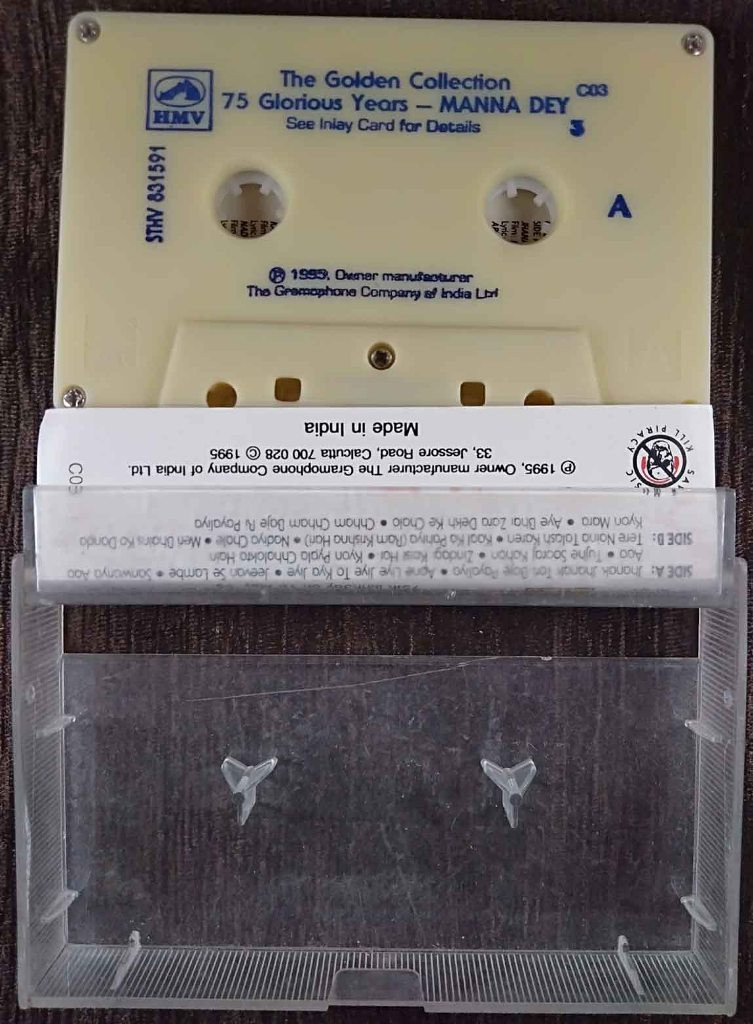 The Golden Collection
75 Glorious Years – MANNA DEY
C03
See Inlay Card for Details
3
HMV
STHV 831591
A
℗ 1995, Owner manufacturer
The Gramophone Company of India Ltd
Made in India
33, Jessore Road, Calcutta 700 028 © 1995
℗ 1995, Owner manufacturer The Gramophone Company of India Ltd.
KILL PIRACY
MUSIC
C03
Kyon Mara • Aye Bhai Zara Dekh Ke Chalo • Chham Chham Baje Re Payaliya
SIDE B: Tere Naina Talash Karen • Kaal Ka Pahiya (Ram Krishna Hari) • Nadiya Chale • Meri Bhains Ko Danda
Aaa • Tujhe Sooraj Kahoon • Zindagi Kaisi Hai • Kyon Pyala Chhalakta Hain
SIDE A: Jhanak Jhanak Tori Baje Payaliya • Apne Liye Jiye To Kya Jiye • Jeevan Se Lambe • Sanwariya Aaa